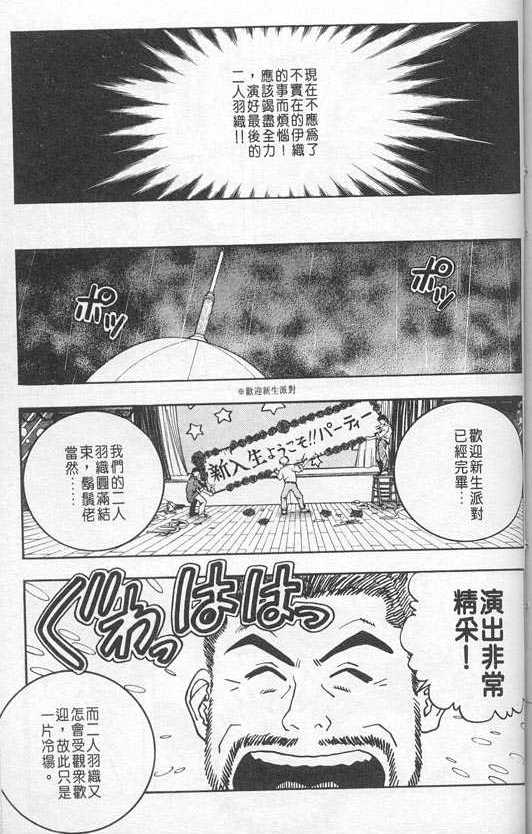 現在不應為了
不實在的伊織
的事而煩惱!
應該竭盡全力
,演好最後的
二人羽織!!
ポッ
ポツ
※歡迎新生派對
歡迎新生派對
已經完畢…
新入生ようこそ!!パーティー
我們的二人
羽織圓滿結
束,鬍鬚佬
當然……
演出非常
精采!
ぐわっはっはっ
而二人羽織又
怎會受觀眾歡
迎,故此只是
一片冷場。